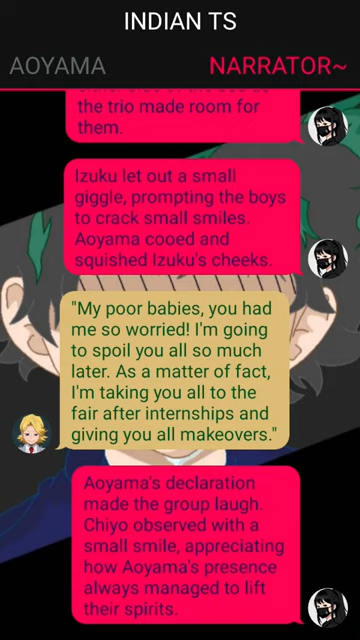 INDIAN TS
AOYAMA
NARRATOR~
the trio made room for
them.
Izuku let out a small
giggle, prompting the boys
to crack small smiles.
Aoyama cooed and
squished Izuku's cheeks.
"My poor babies, you had
me so worried! I'm going
to spoil you all so much
later. As a matter of fact,
I'm taking you all to the
fair after internships and
giving you all makeovers."
Aoyama's declaration
made the group laugh.
Chiyo observed with a
small smile, appreciating
how Aoyama's presence
always managed to lift
their spirits.